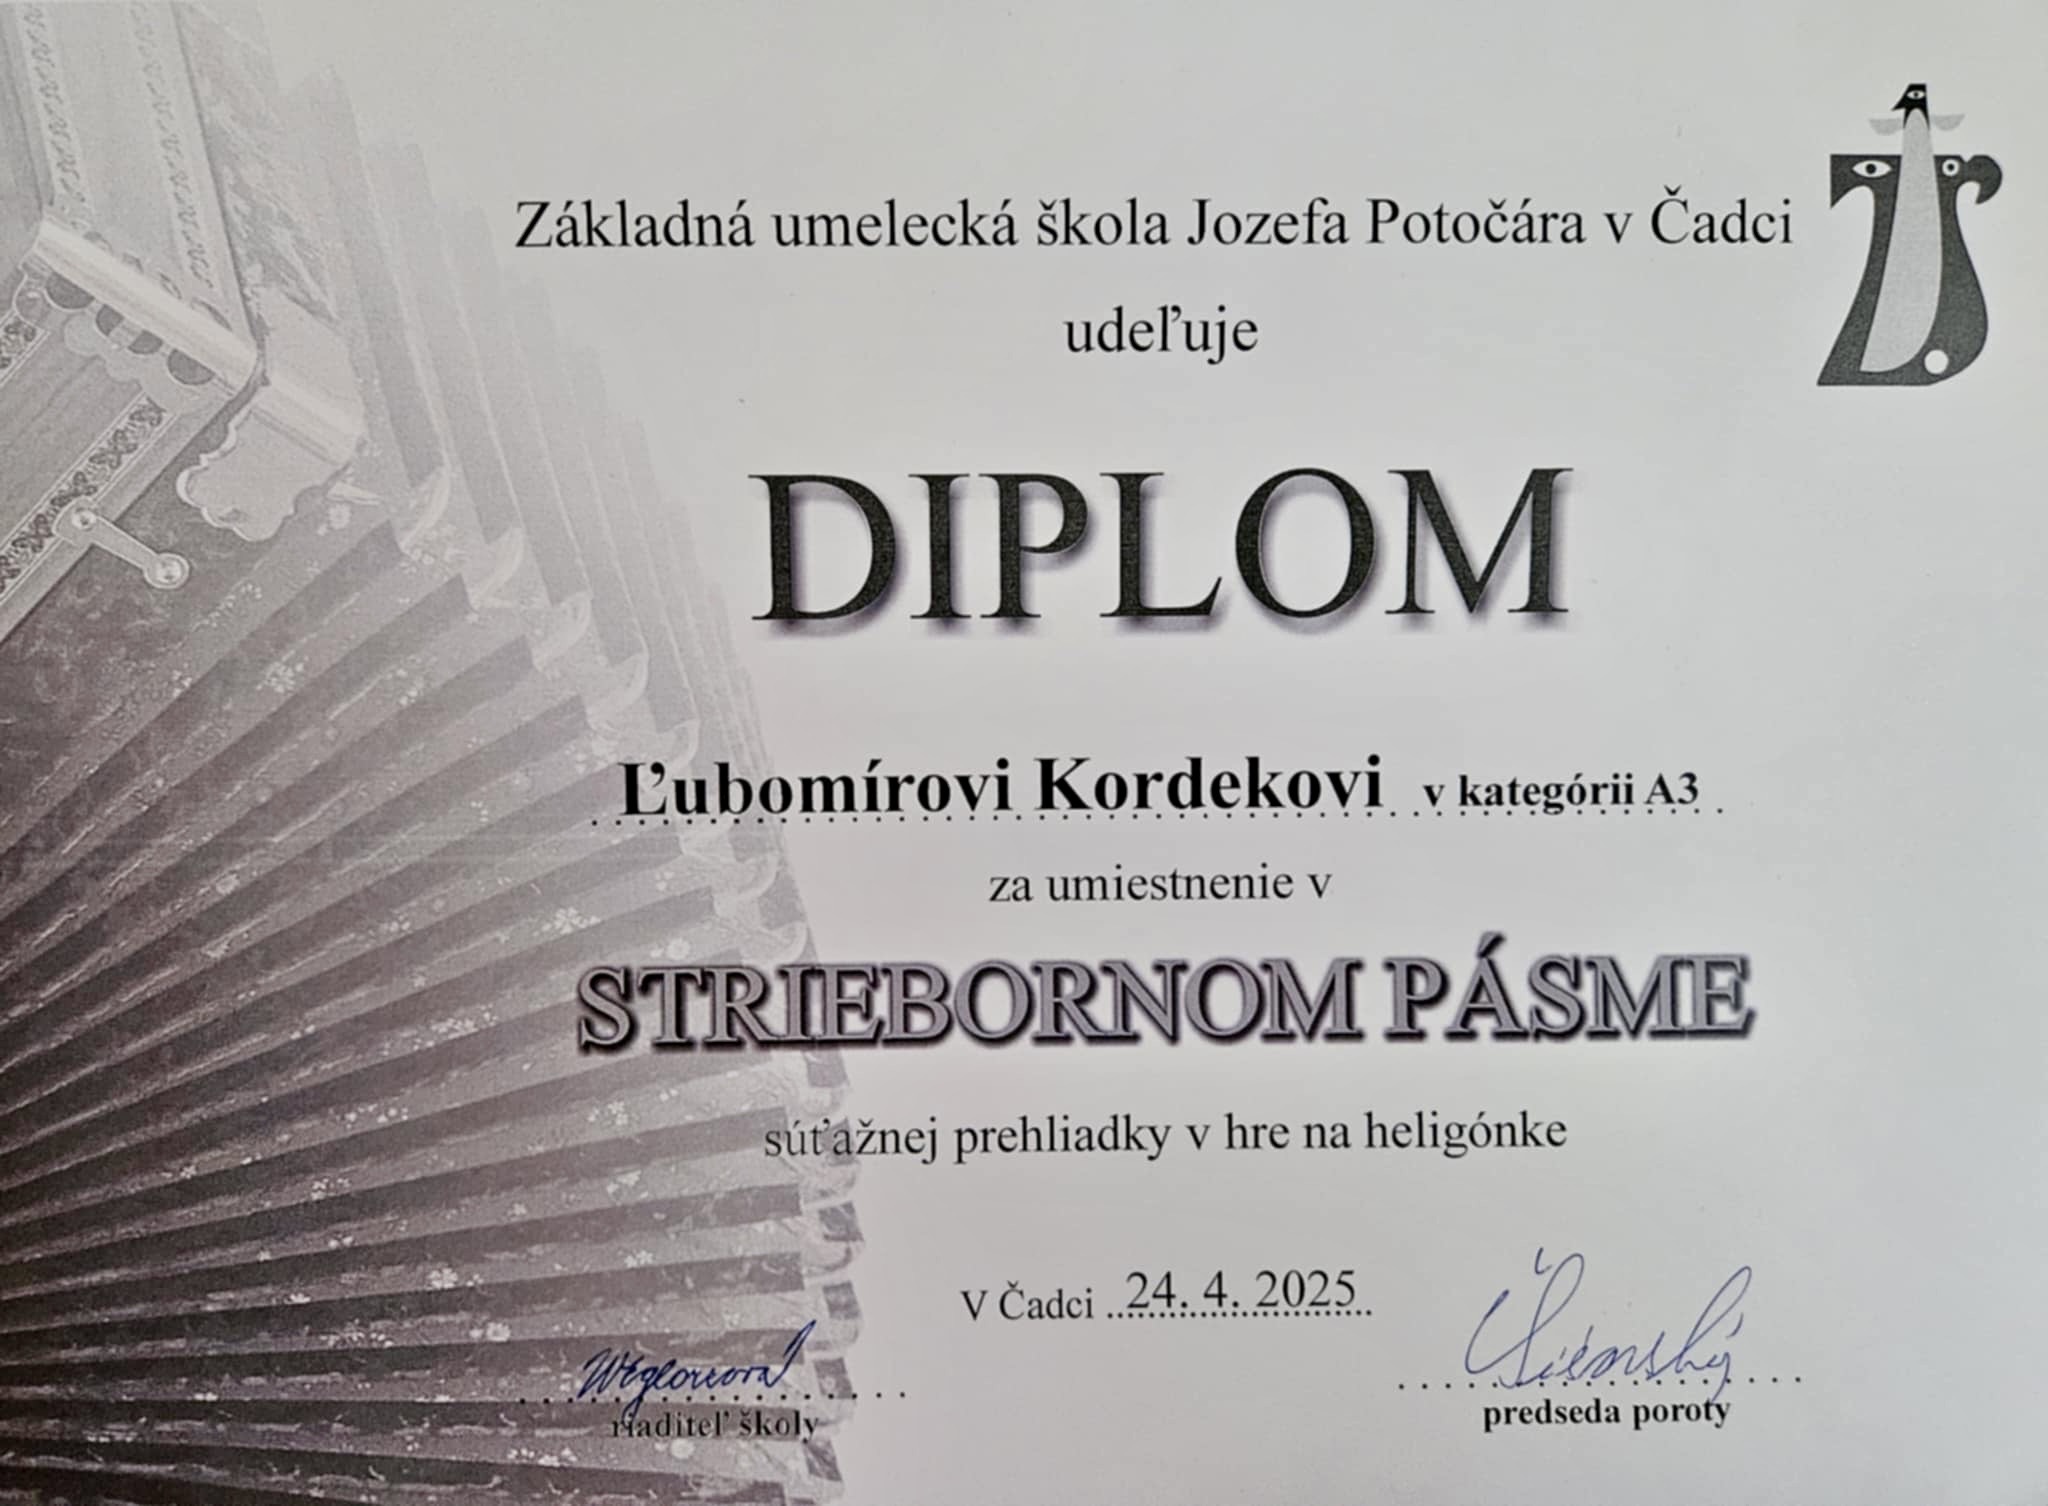 Základná umelecká škola Jozefa Potočára v Čadci
udeľuje
DIPLOM
Ľubomírovi Kordekovi v kategórii A3
za umiestnenie v
STRIEBORNOM PÁSME
súťažnej prehliadky v hre na heligónke
V Čadci 24. 4. 2025
riaditeľ školy
predseda poroty